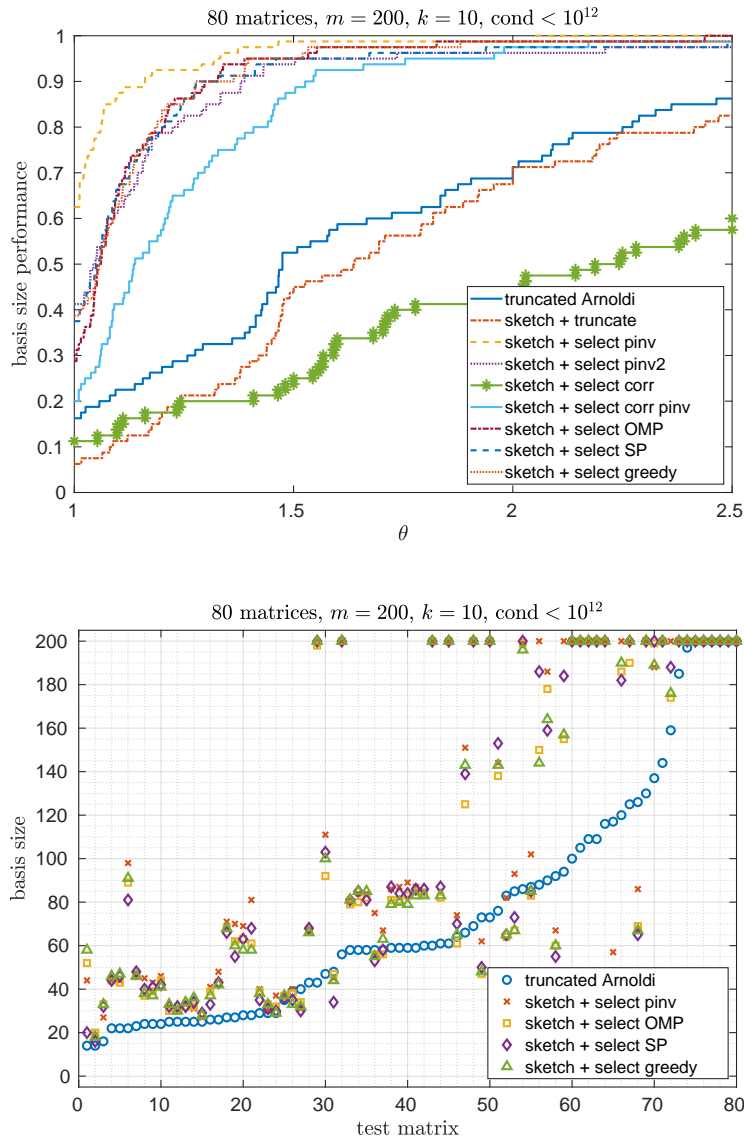 80 matrices, m = 200, k = 10, cond < 10^12
1
0.9
0.8
0.7
0.6
0.5
0.4
0.3
0.2
0.1
0
basis size performance
truncated Arnoldi
sketch + truncate
sketch + select pinv
sketch + select pinv2
sketch + select corr
sketch + select corr pinv
sketch + select OMP
sketch + select SP
sketch + select greedy
1 1.5 2 2.5
θ
80 matrices, m = 200, k = 10, cond < 10^12
200
180
160
140
120
100
80
60
40
20
0
basis size
truncated Arnoldi
sketch + select pinv
sketch + select OMP
sketch + select SP
sketch + select greedy
0 10 20 30 40 50 60 70 80
test matrix